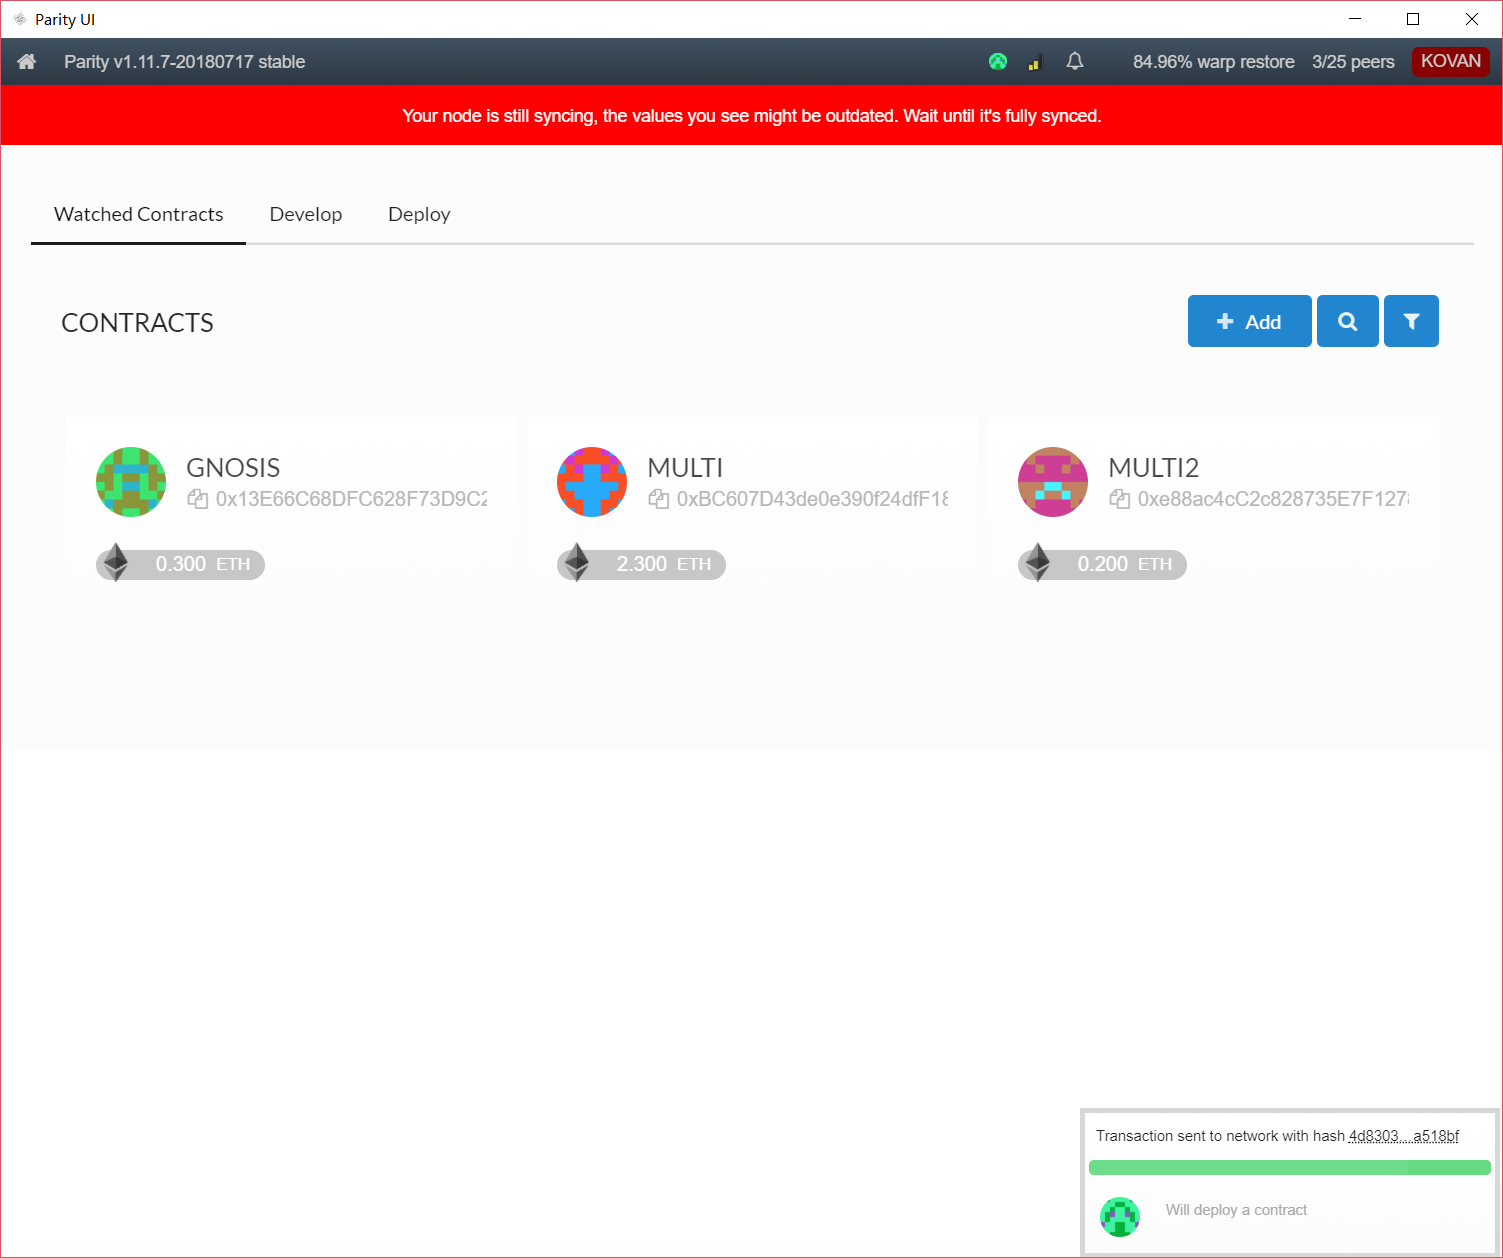 Parity UI
Parity v1.11.7-20180717 stable
84.96% warp restore
3/25 peers
KOVAN
Your node is still syncing, the values you see might be outdated. Wait until it's fully synced.
Watched Contracts
Develop
Deploy
CONTRACTS
Add
GNOSIS
0x13E66C68DFC628F73D9C2
0.300 ETH
MULTI
0xBC607D43de0e390f24dfF18
2.300 ETH
MULTI2
0xe88ac4cC2c828735E7F1278
0.200 ETH
Transaction sent to network with hash 4d8303...a518bf
Will deploy a contract